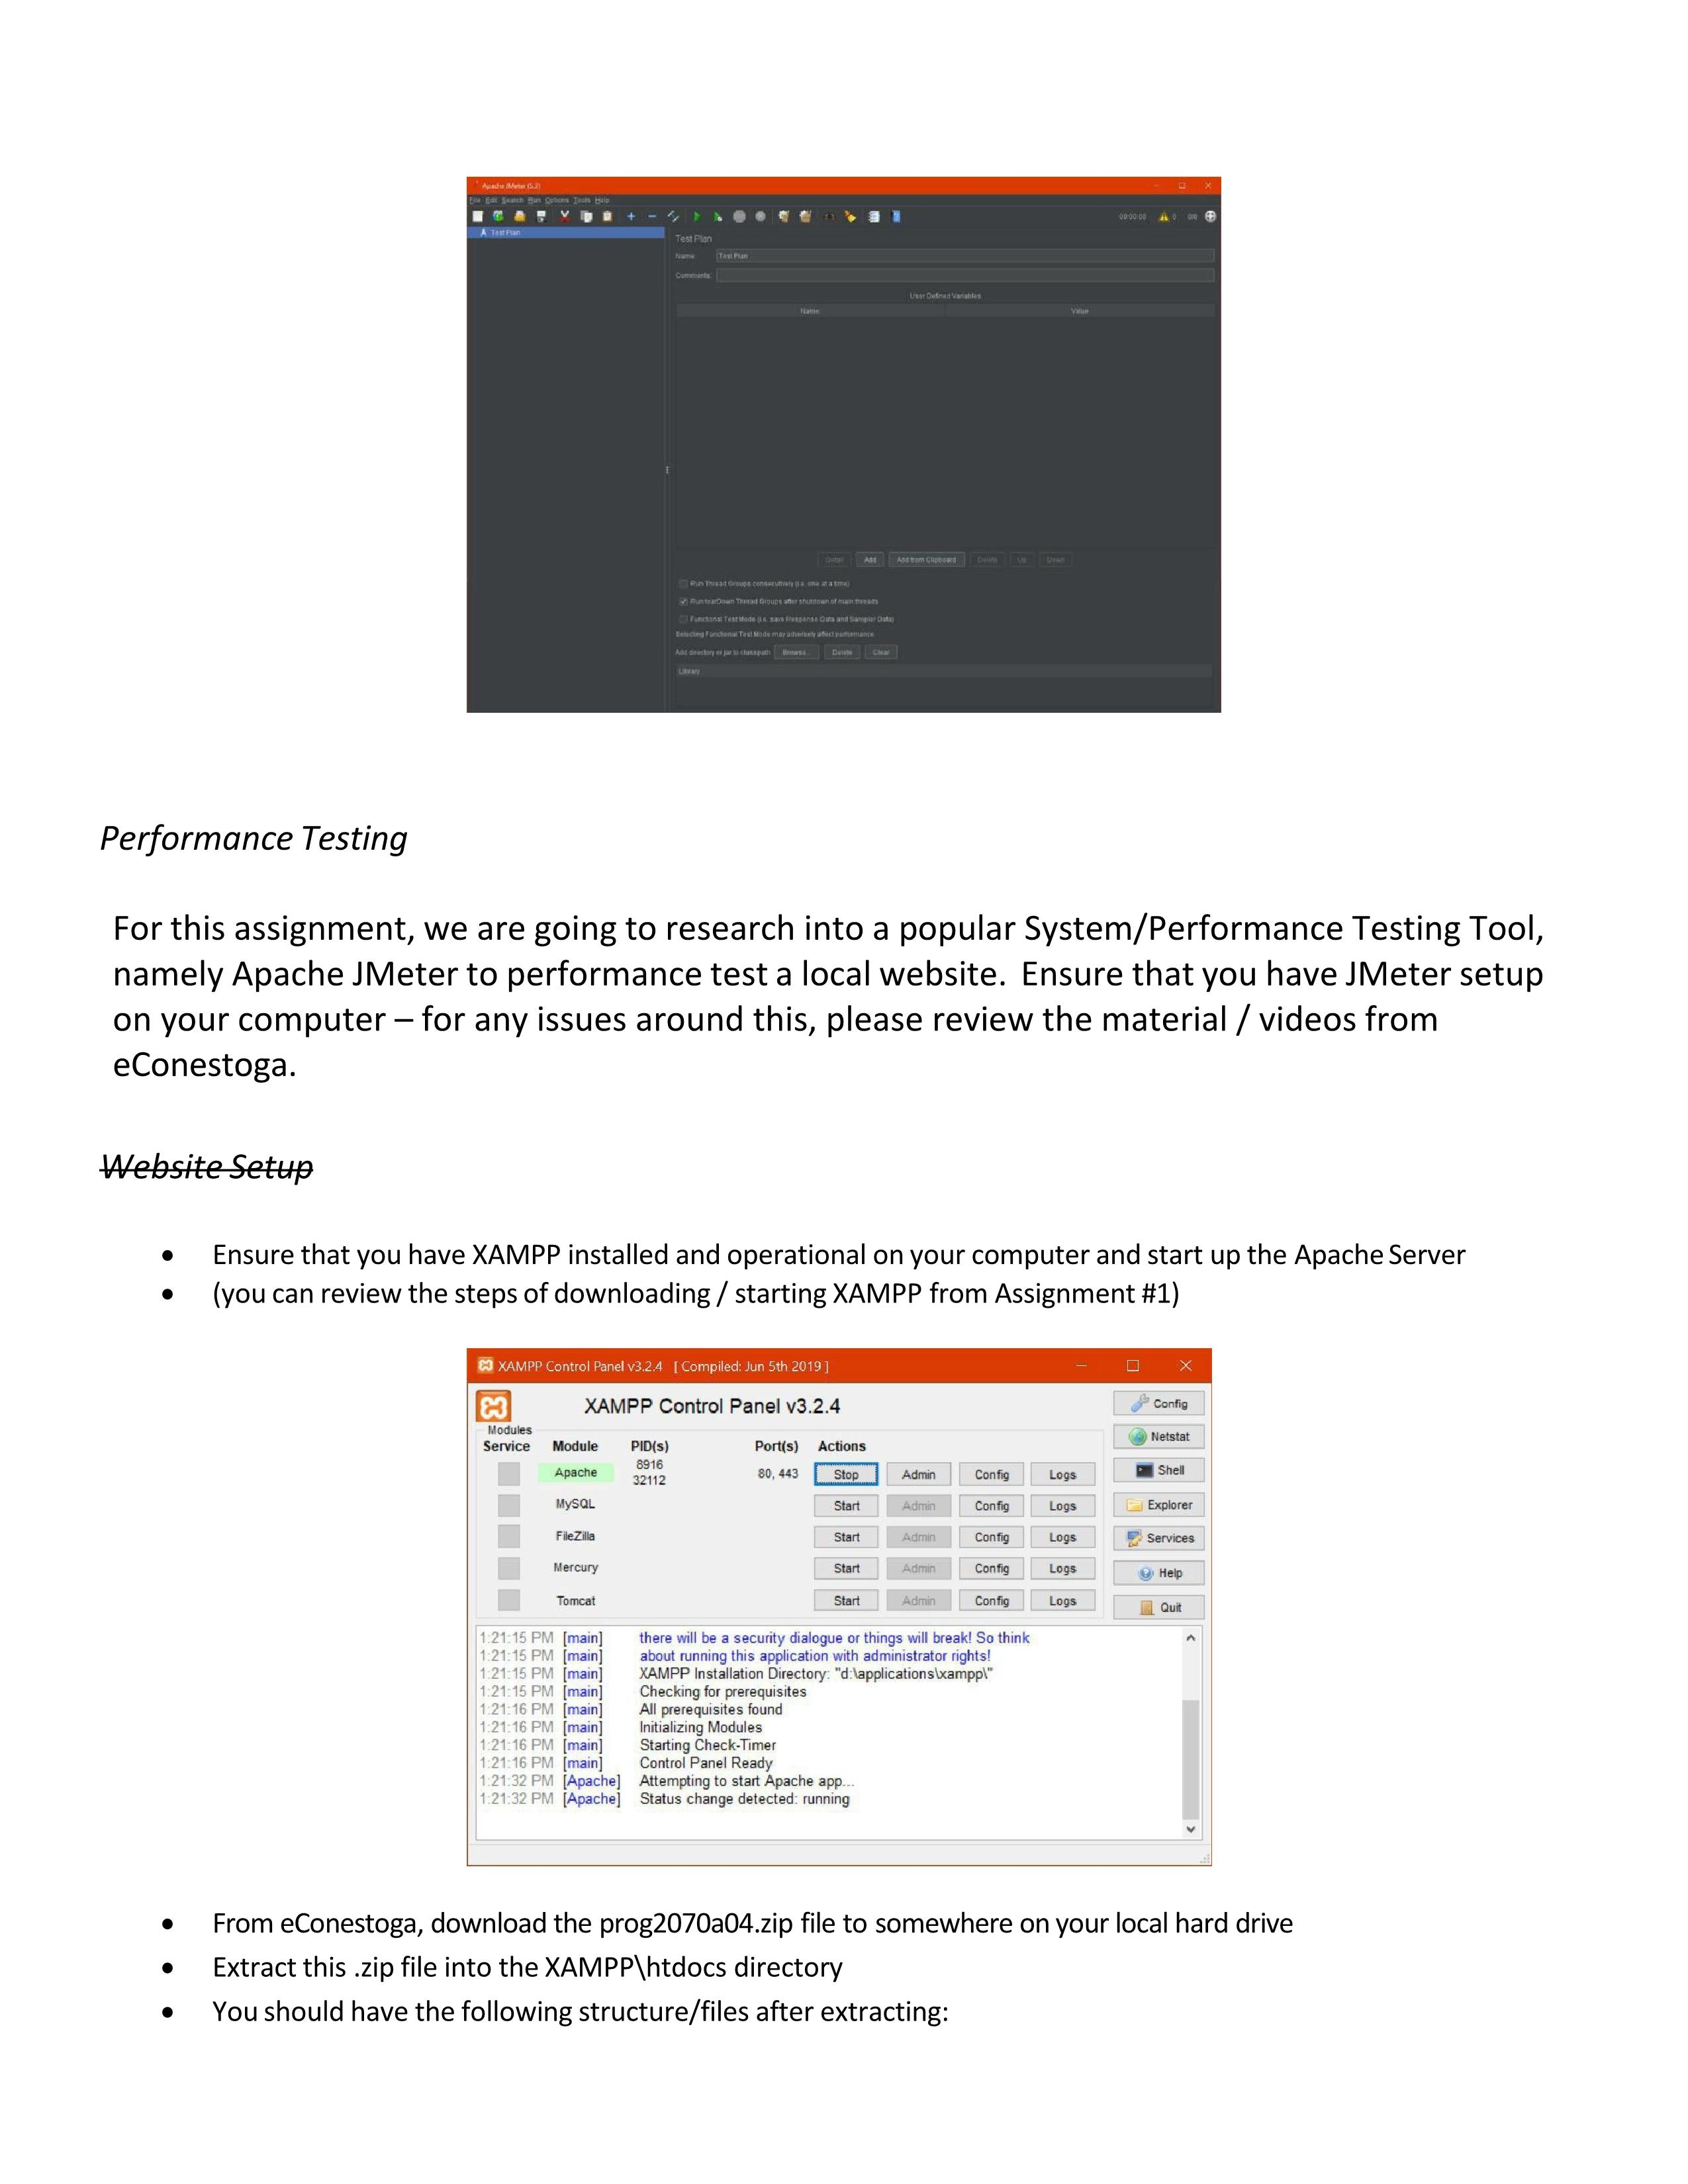 Apache JMeter (5.2)
File Edit Search Run Options Tools Help
00:00:00 0 0/0
Test Plan
Test Plan
Name: Test Plan
Comments:
User Defined Variables
Name: Value
Detail Add Add from Clipboard Delete Up Down
Run Thread Groups consecutively (i.e. one at a time)
Run tearDown Thread Groups after shutdown of main threads
Functional Test Mode (i.e. save Response Data and Sampler Data)
Selecting Functional Test Mode may adversely affect performance.
Add directory or jar to classpath Browse... Delete Clear
Library
Performance Testing
For this assignment, we are going to research into a popular System/Performance Testing Tool,
namely Apache JMeter to performance test a local website. Ensure that you have JMeter setup
on your computer – for any issues around this, please review the material / videos from
eConestoga.
Website Setup
• Ensure that you have XAMPP installed and operational on your computer and start up the Apache Server
• (you can review the steps of downloading / starting XAMPP from Assignment #1)
XAMPP Control Panel v3.2.4 [ Compiled: Jun 5th 2019 ]
XAMPP Control Panel v3.2.4
Config
Modules
Netstat
Service Module PID(s) Port(s) Actions
Apache 8916 32112 80, 443 Stop Admin Config Logs
Shell
MySQL Start Admin Config Logs
Explorer
FileZilla Start Admin Config Logs
Services
Mercury Start Admin Config Logs
Help
Tomcat Start Admin Config Logs
Quit
1:21:15 PM [main] there will be a security dialogue or things will break! So think
1:21:15 PM [main] about running this application with administrator rights!
1:21:15 PM [main] XAMPP Installation Directory: "d:\applications\xampp\"
1:21:15 PM [main] Checking for prerequisites
1:21:16 PM [main] All prerequisites found
1:21:16 PM [main] Initializing Modules
1:21:16 PM [main] Starting Check-Timer
1:21:16 PM [main] Control Panel Ready
1:21:32 PM [Apache] Attempting to start Apache app...
1:21:32 PM [Apache] Status change detected: running
• From eConestoga, download the prog2070a04.zip file to somewhere on your local hard drive
• Extract this .zip file into the XAMPP\htdocs directory
• You should have the following structure/files after extracting: